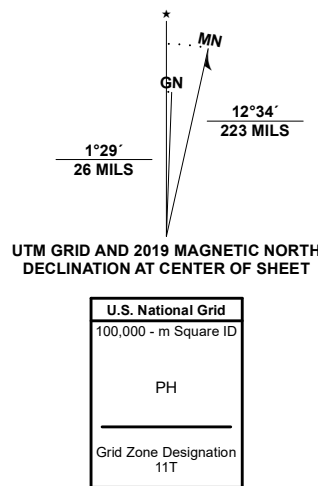 ★
MN
GN
12°34´
223 MILS
1°29´
26 MILS
UTM GRID AND 2019 MAGNETIC NORTH
DECLINATION AT CENTER OF SHEET
U.S. National Grid
100,000 - m Square ID
PH
Grid Zone Designation
11T